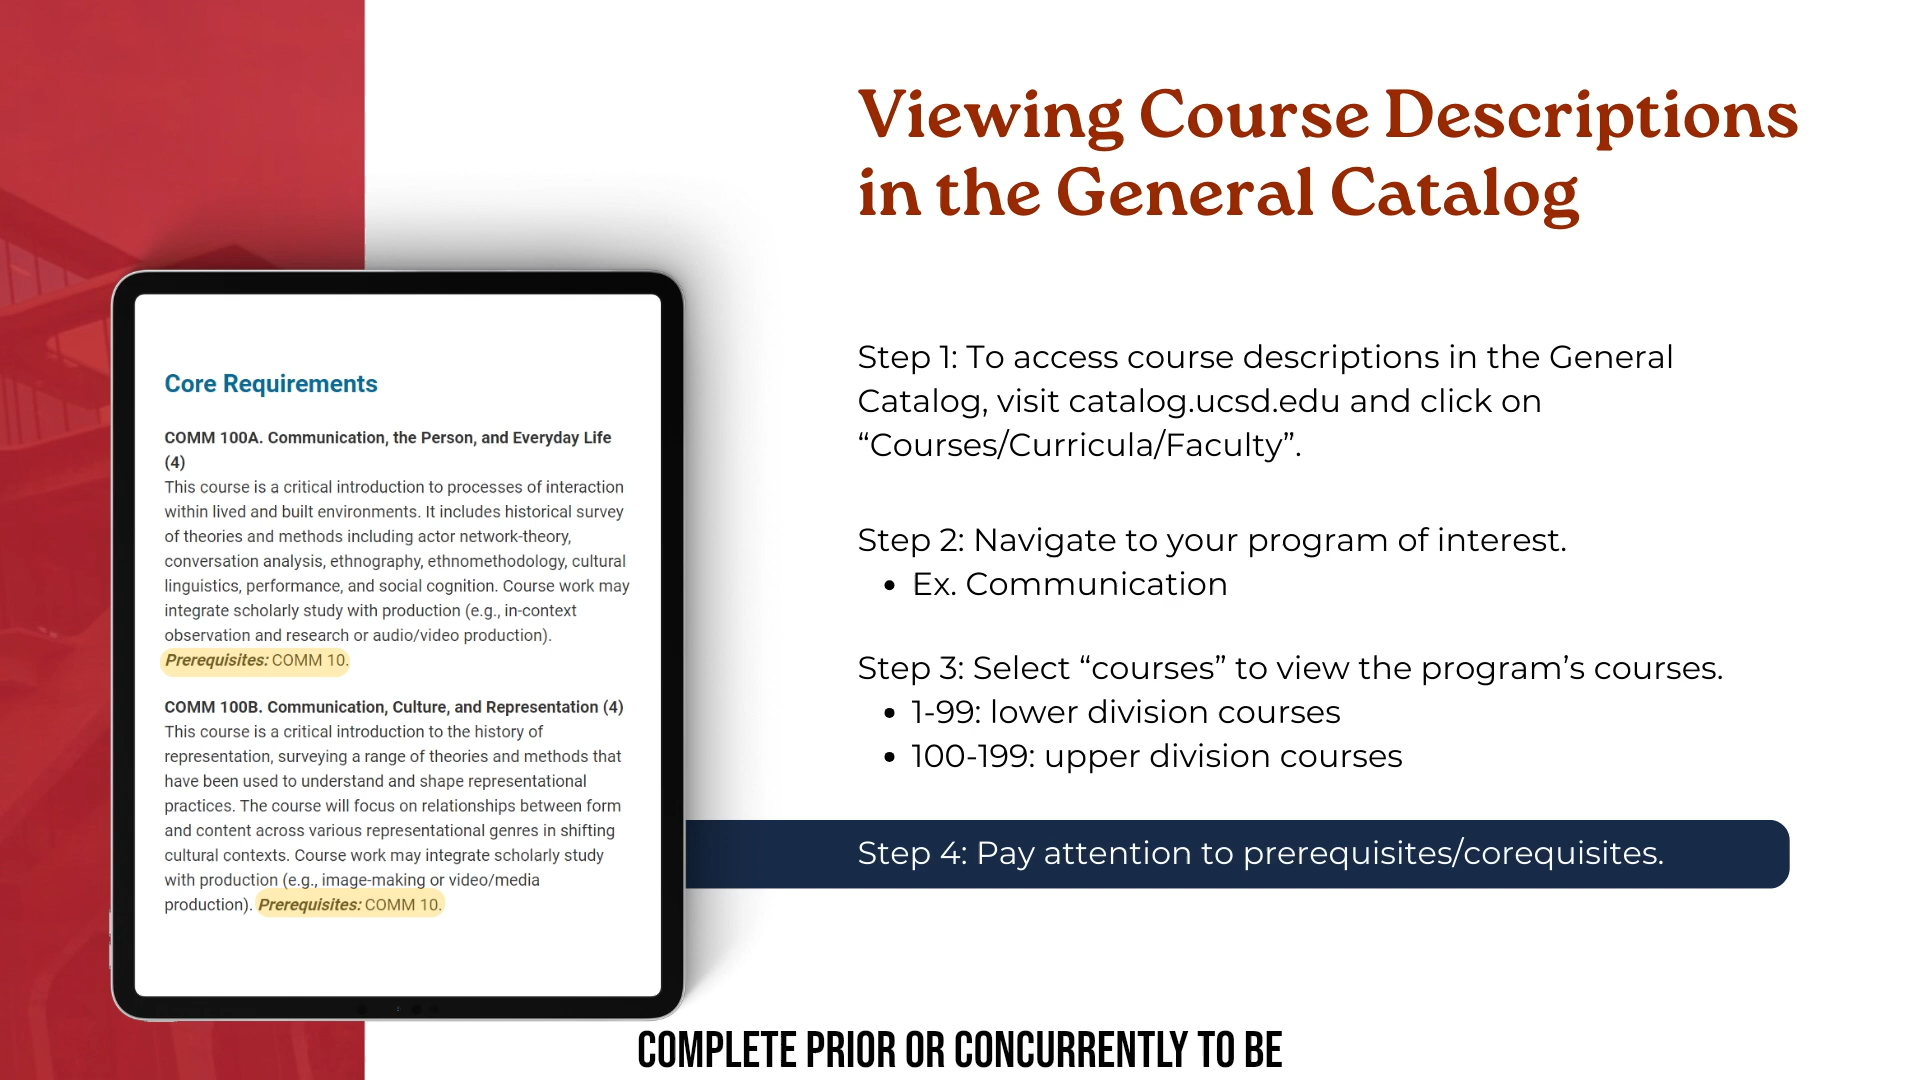 Viewing Course Descriptions
in the General Catalog
Core Requirements
COMM 100A. Communication, the Person, and Everyday Life
(4)
This course is a critical introduction to processes of interaction
within lived and built environments. It includes historical survey
of theories and methods including actor network-theory,
conversation analysis, ethnography, ethnomethodology, cultural
linguistics, performance, and social cognition. Course work may
integrate scholarly study with production (e.g., in-context
observation and research or audio/video production).
Prerequisites: COMM 10.
COMM 100B. Communication, Culture, and Representation (4)
This course is a critical introduction to the history of
representation, surveying a range of theories and methods that
have been used to understand and shape representational
practices. The course will focus on relationships between form
and content across various representational genres in shifting
cultural contexts. Course work may integrate scholarly study
with production (e.g., image-making or video/media
production). Prerequisites: COMM 10.
Step 1: To access course descriptions in the General
Catalog, visit catalog.ucsd.edu and click on
“Courses/Curricula/Faculty”.
Step 2: Navigate to your program of interest.
• Ex. Communication
Step 3: Select “courses” to view the program’s courses.
• 1-99: lower division courses
• 100-199: upper division courses
Step 4: Pay attention to prerequisites/corequisites.
COMPLETE PRIOR OR CONCURRENTLY TO BE